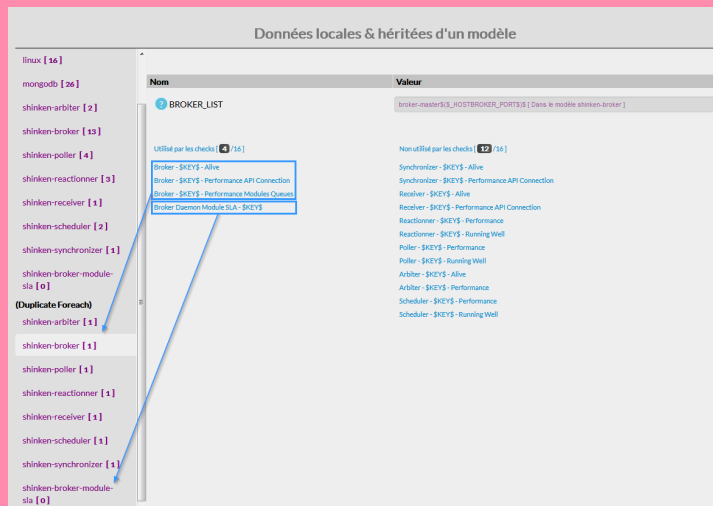 Données locales & héritées d'un modèle
linux [ 16 ]
mongodb [ 26 ]
shinken-arbiter [ 2 ]
shinken-broker [ 13 ]
shinken-poller [ 4 ]
shinken-reactionner [ 3 ]
shinken-receiver [ 1 ]
shinken-scheduler [ 2 ]
shinken-synchronizer [ 1 ]
shinken-broker-module-
sla [ 0 ]
(Duplicate Foreach)
shinken-arbiter [ 1 ]
shinken-broker [ 1 ]
shinken-poller [ 1 ]
shinken-reactionner [ 1 ]
shinken-receiver [ 1 ]
shinken-scheduler [ 1 ]
shinken-synchronizer [ 1 ]
shinken-broker-module-
sla [ 0 ]
Nom Valeur
? BROKER_LIST broker-master$($_HOSTBROKER_PORT$)$ [ Dans le modèle shinken-broker ]
Utilisé par les checks [ 4 /16 ]
Broker - $KEY$ - Alive
Broker - $KEY$ - Performance API Connection
Broker - $KEY$ - Performance Modules Queues
Broker Daemon Module SLA - $KEY$
Non utilisé par les checks [ 12 /16 ]
Synchronizer - $KEY$ - Alive
Synchronizer - $KEY$ - Performance API Connection
Receiver - $KEY$ - Alive
Receiver - $KEY$ - Performance API Connection
Reactionner - $KEY$ - Performance
Reactionner - $KEY$ - Running Well
Poller - $KEY$ - Performance
Poller - $KEY$ - Running Well
Arbiter - $KEY$ - Alive
Arbiter - $KEY$ - Performance
Scheduler - $KEY$ - Performance
Scheduler - $KEY$ - Running Well